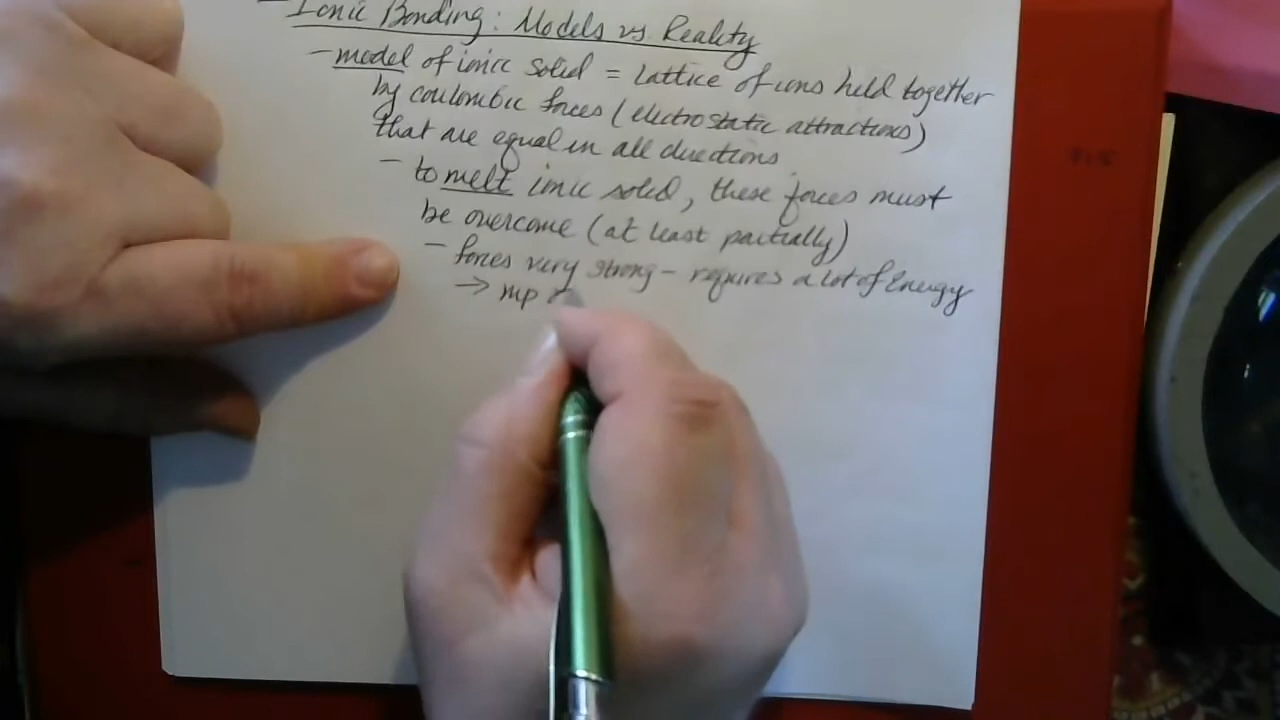 - Ionic Bonding: Models vs Reality
- model of ionic solid = lattice of ions held together
by coulombic forces (electrostatic attractions)
that are equal in all directions
- to melt ionic solid, these forces must
be overcome (at least partially)
- forces very strong - requires a lot of Energy
→ mp